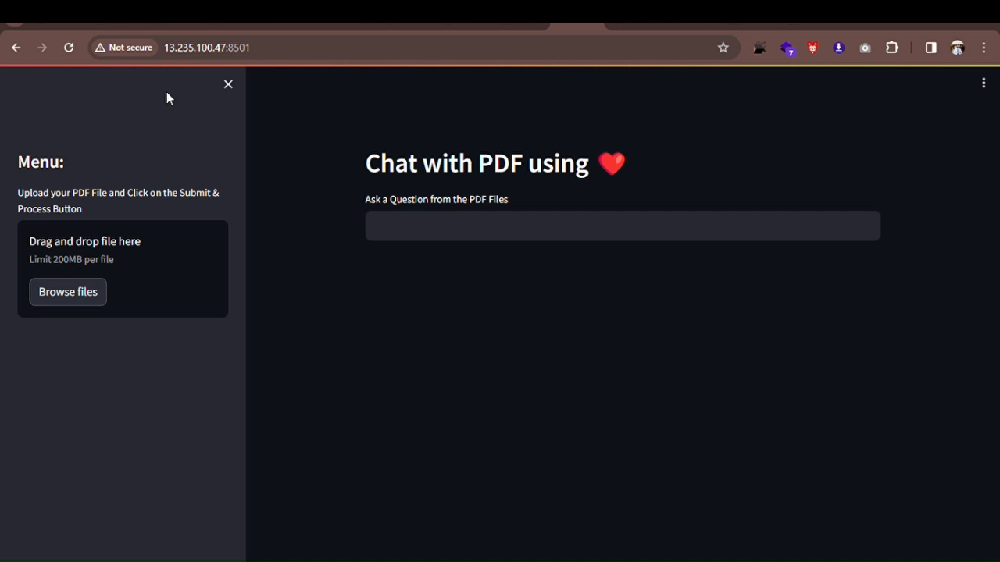 Not secure
13.235.100.47:8501
7
Menu:
Upload your PDF File and Click on the Submit &
Process Button
Drag and drop file here
Limit 200MB per file
Browse files
Chat with PDF using ❤️
Ask a Question from the PDF Files